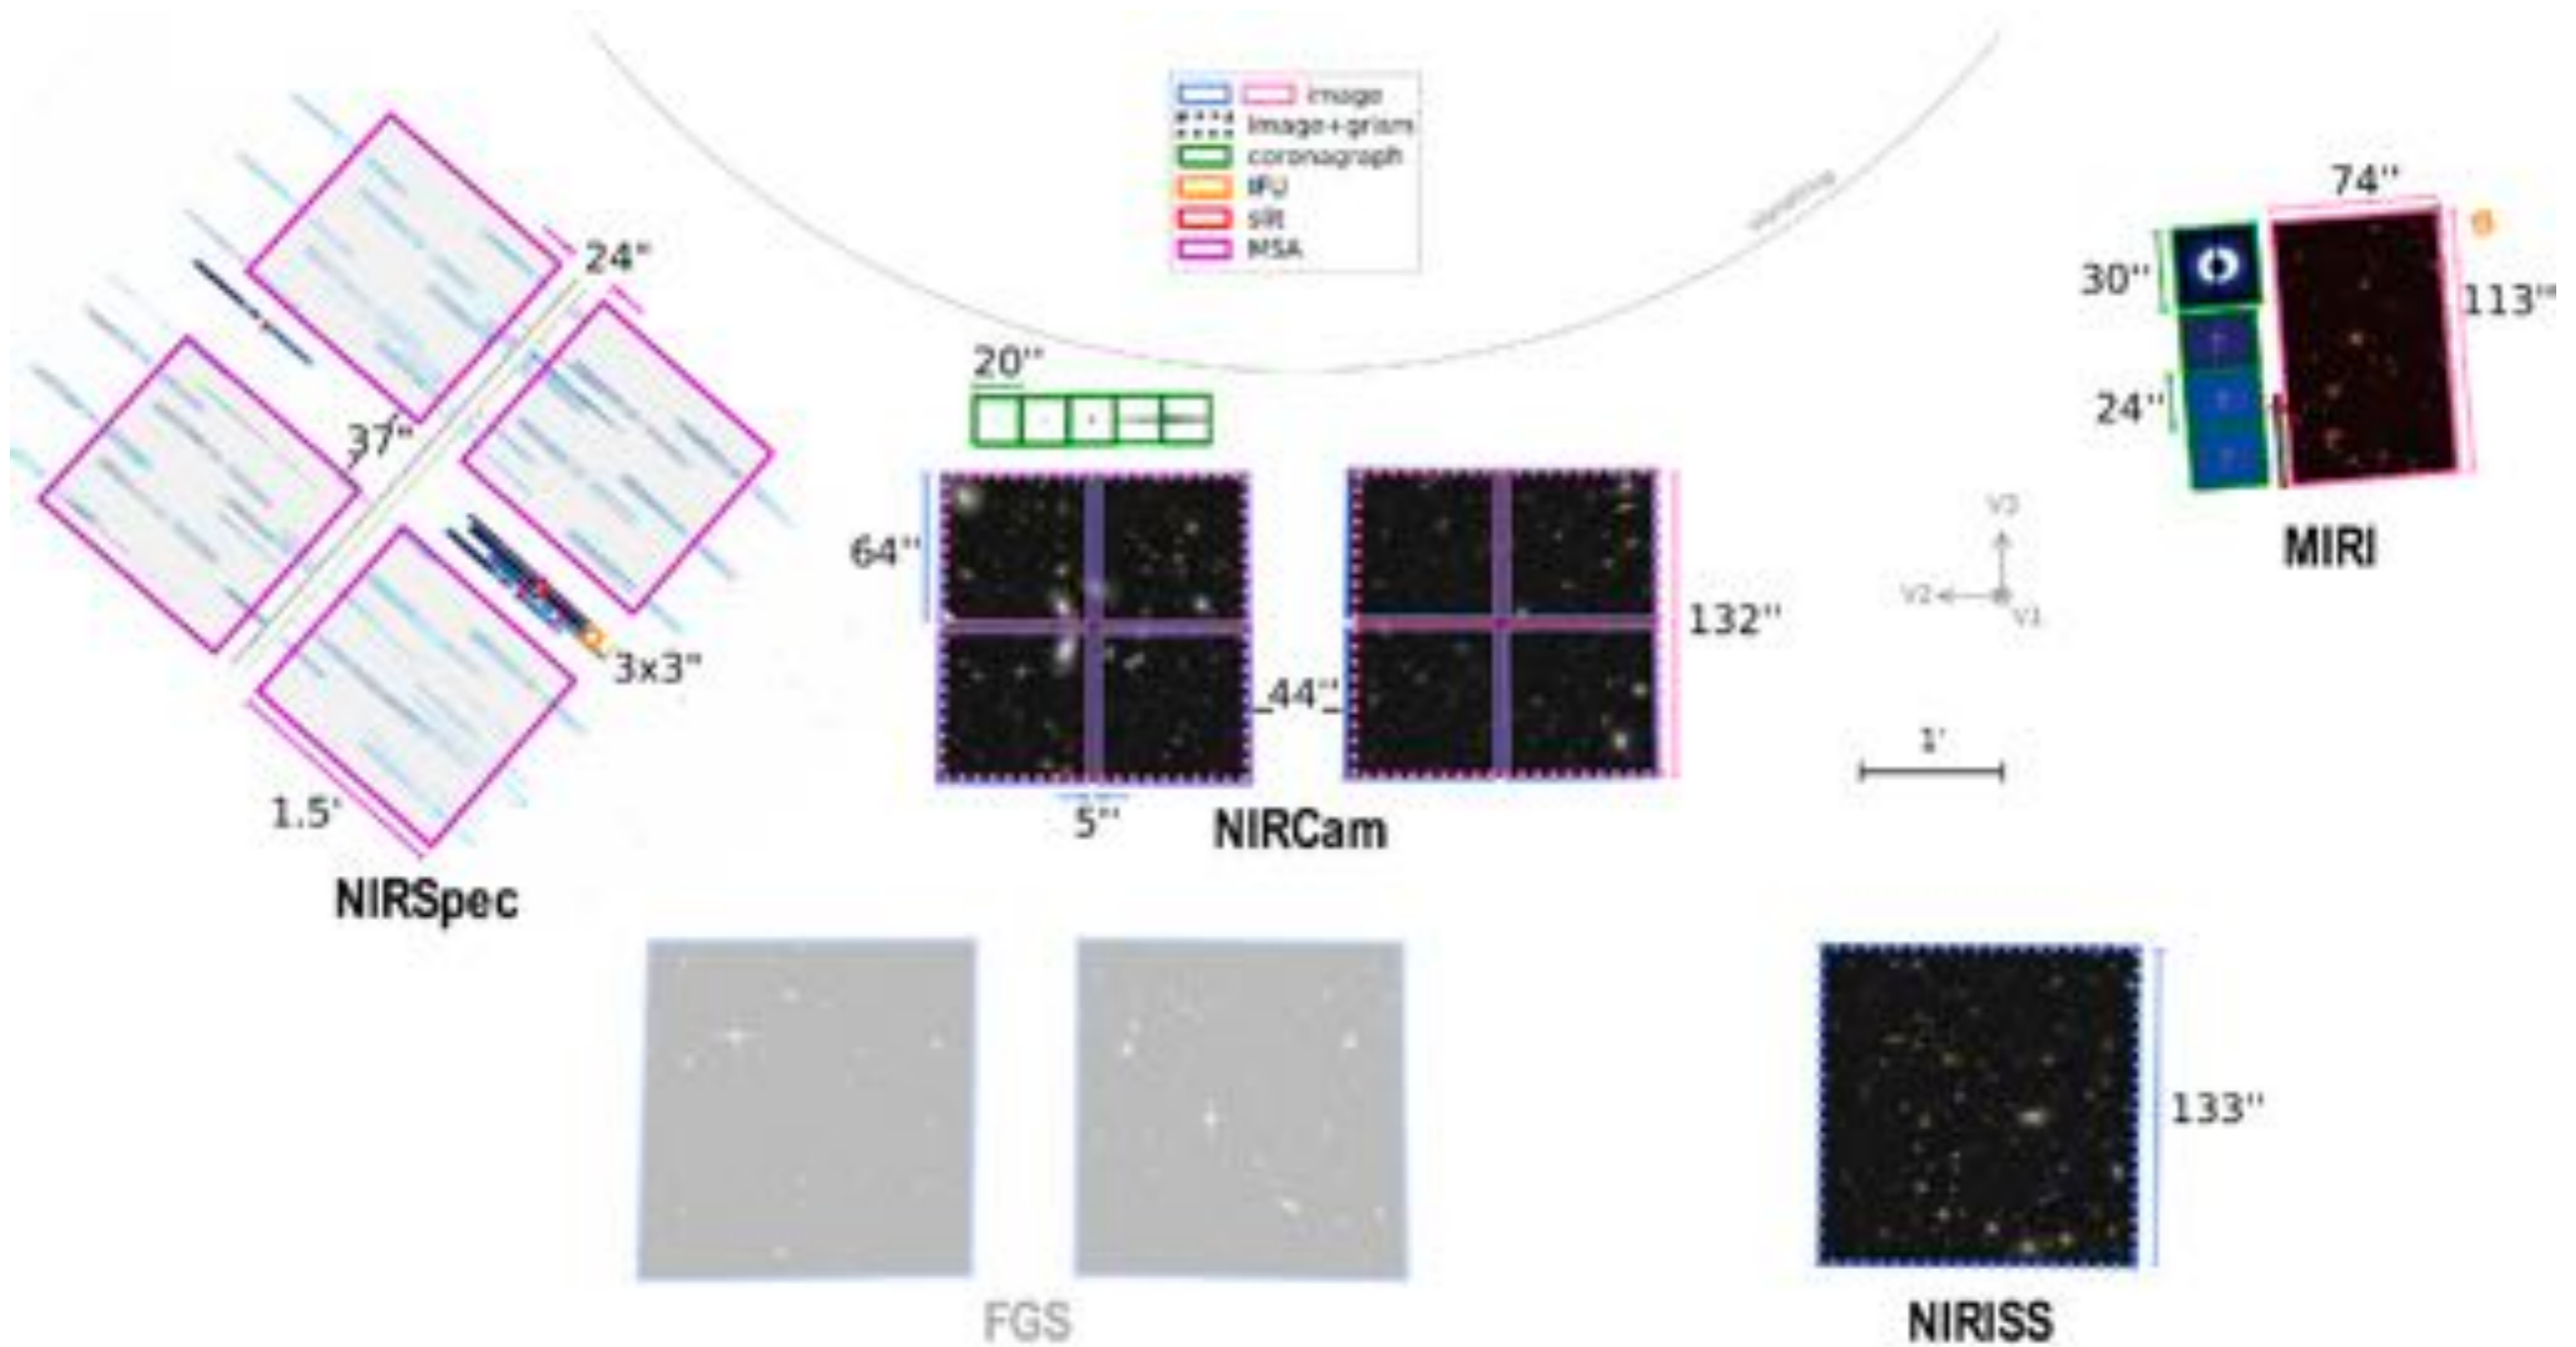 image
image+grism
coronagraph
IFU
slit
MSA
24"
37"
3x3"
1.5'
NIRSpec
20"
64"
44"
132"
5"
NIRCam
74"
30"
113"
24"
MIRI
V3
V2
V1
1'
FGS
133"
NIRISS